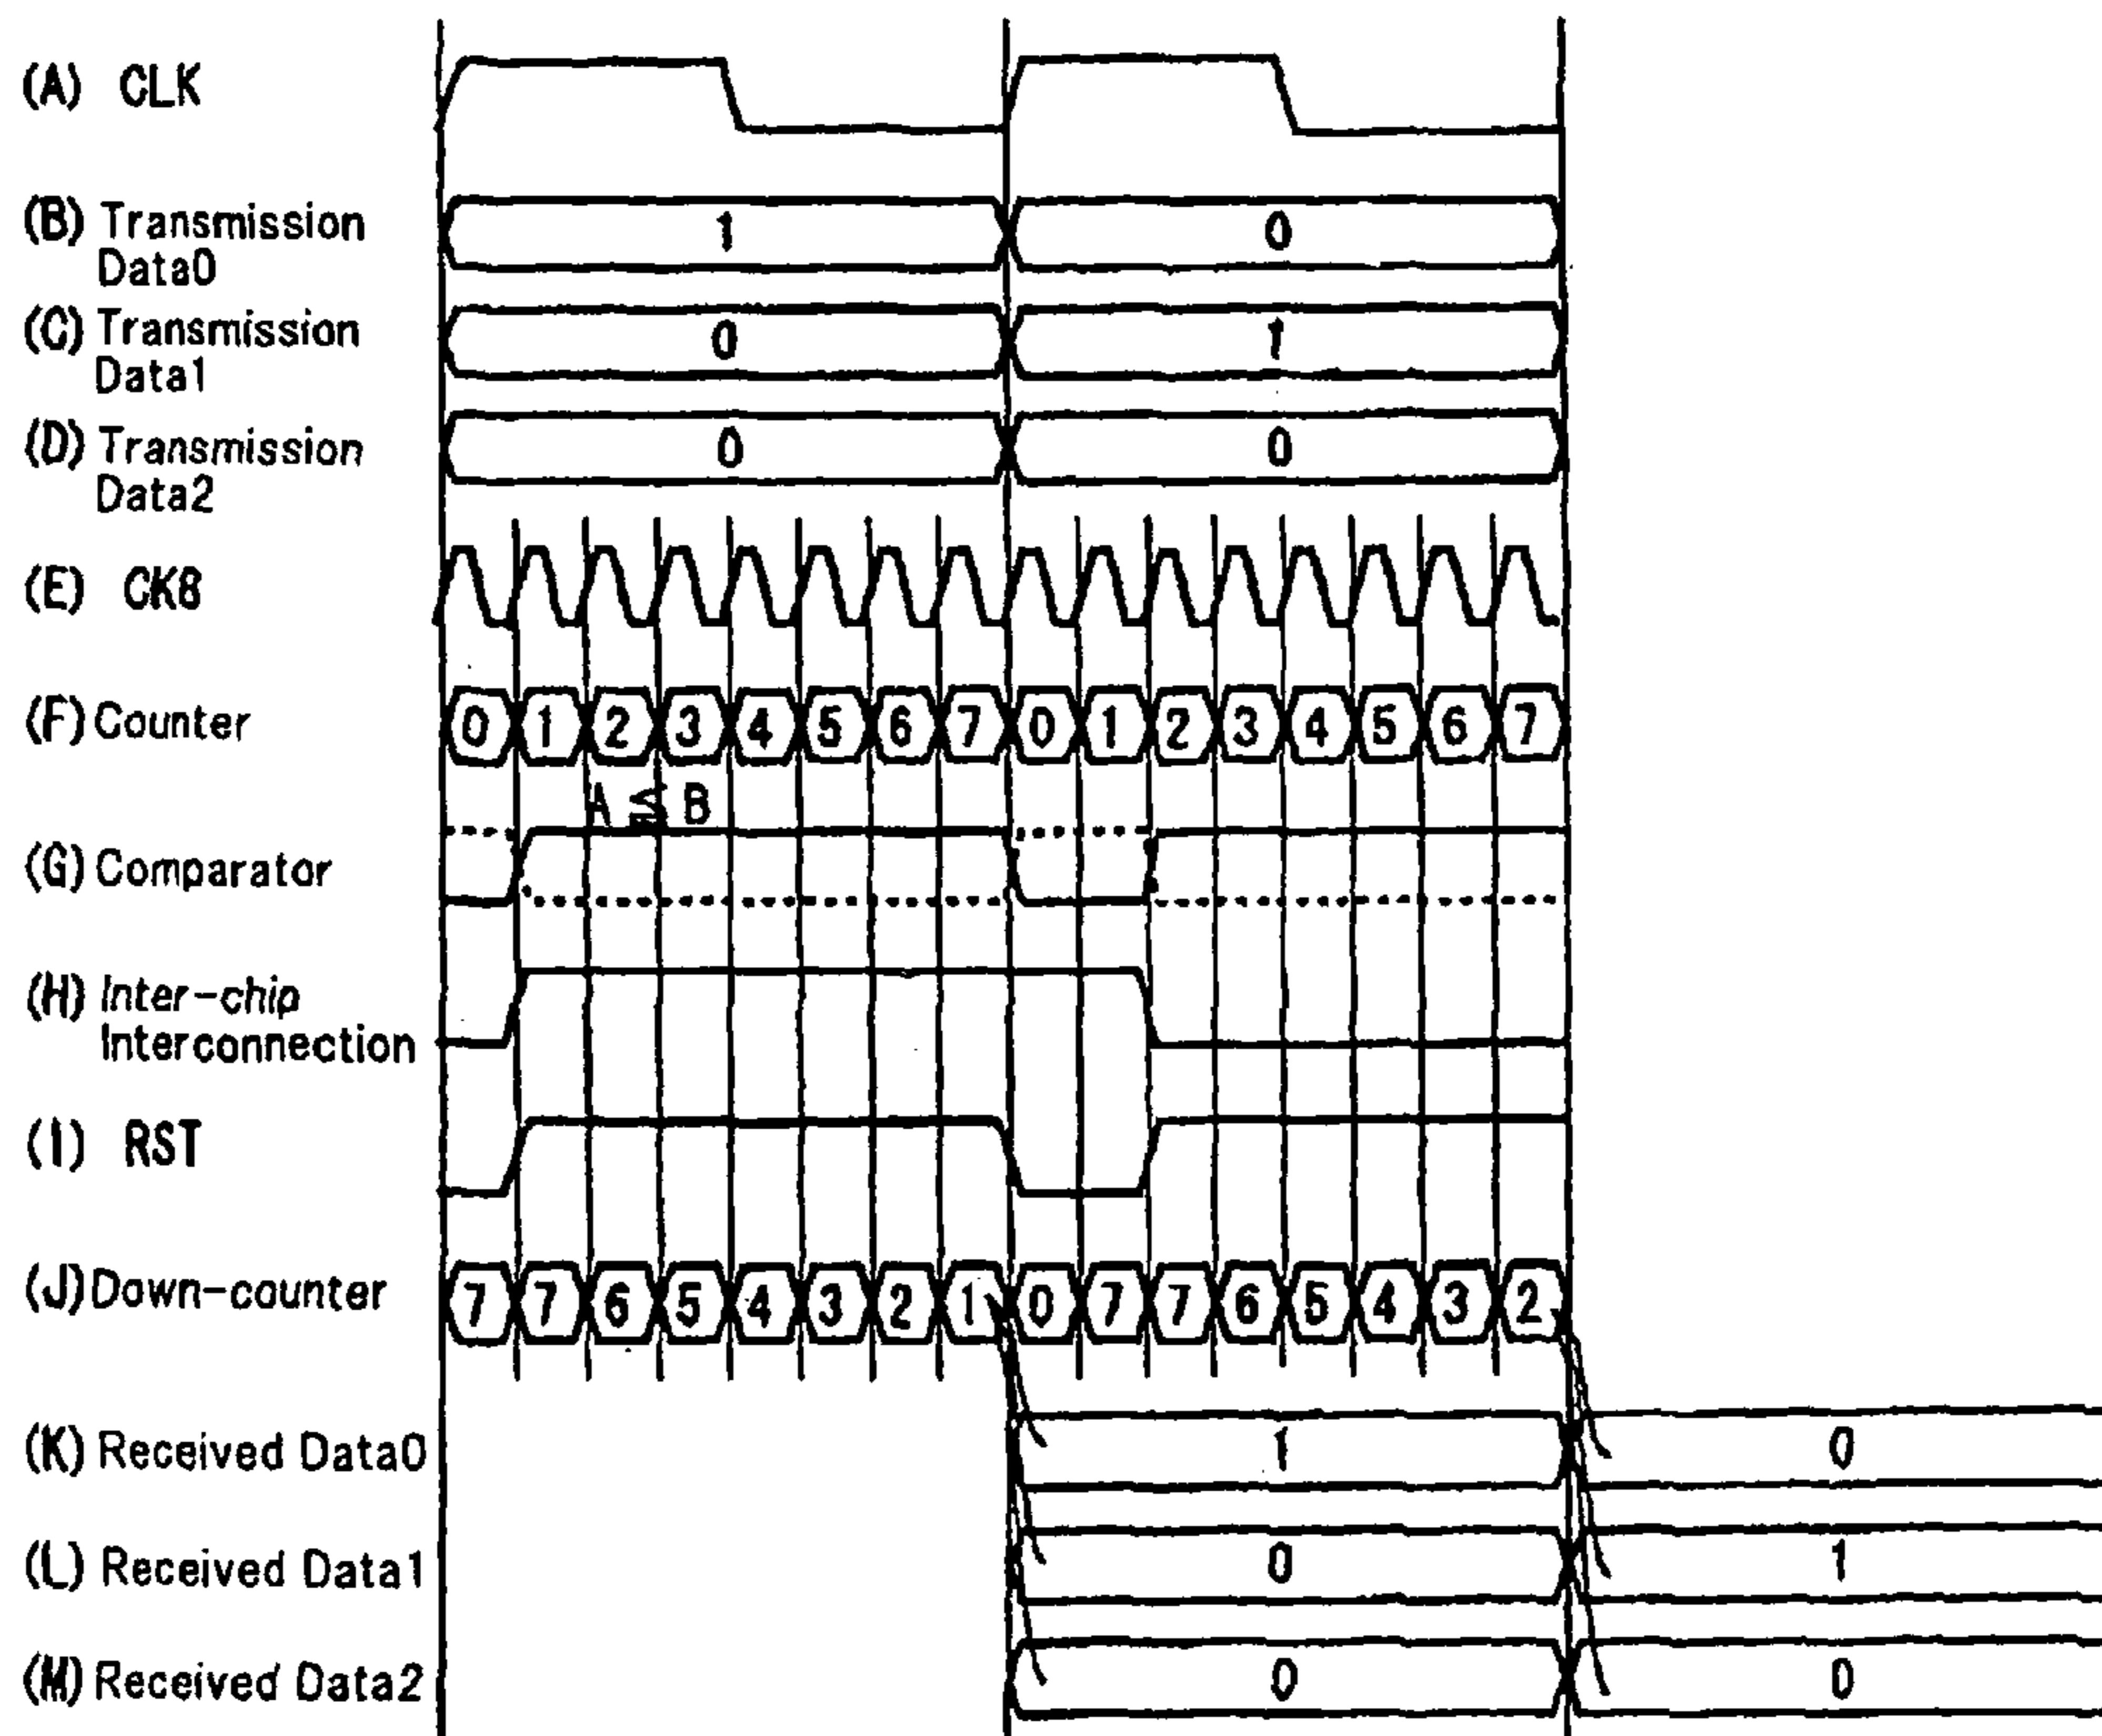 (A) CLK
(B) Transmission 1 0
Data0
(C) Transmission 0 1
Data1
(D) Transmission 0 0
Data2
(E) CK8
(F) Counter 0 1 2 3 4 5 6 7 0 1 2 3 4 5 6 7
A ≦ B
(G) Comparator
(H) Inter-chip
Interconnection
(I) RST
(J) Down-counter 7 7 6 5 4 3 2 1 0 7 7 6 5 4 3 2
(K) Received Data0 1 0
(L) Received Data1 0 1
(M) Received Data2 0 0